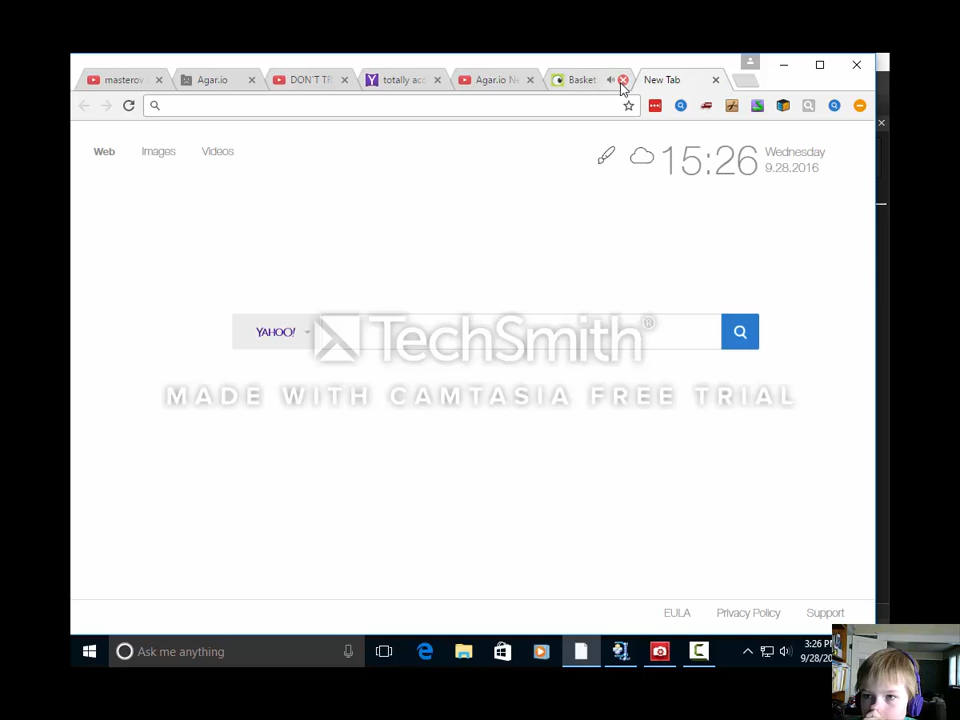 masterov
Agar.io
DON'T TR
totally acc
Agar.io Ne
Basket
New Tab
Web
Images
Videos
15:26
Wednesday
9.28.2016
YAHOO!
TechSmith®
MADE WITH CAMTASIA FREE TRIAL
EULA
Privacy Policy
Support
Ask me anything
3:26 PM
9/28/20